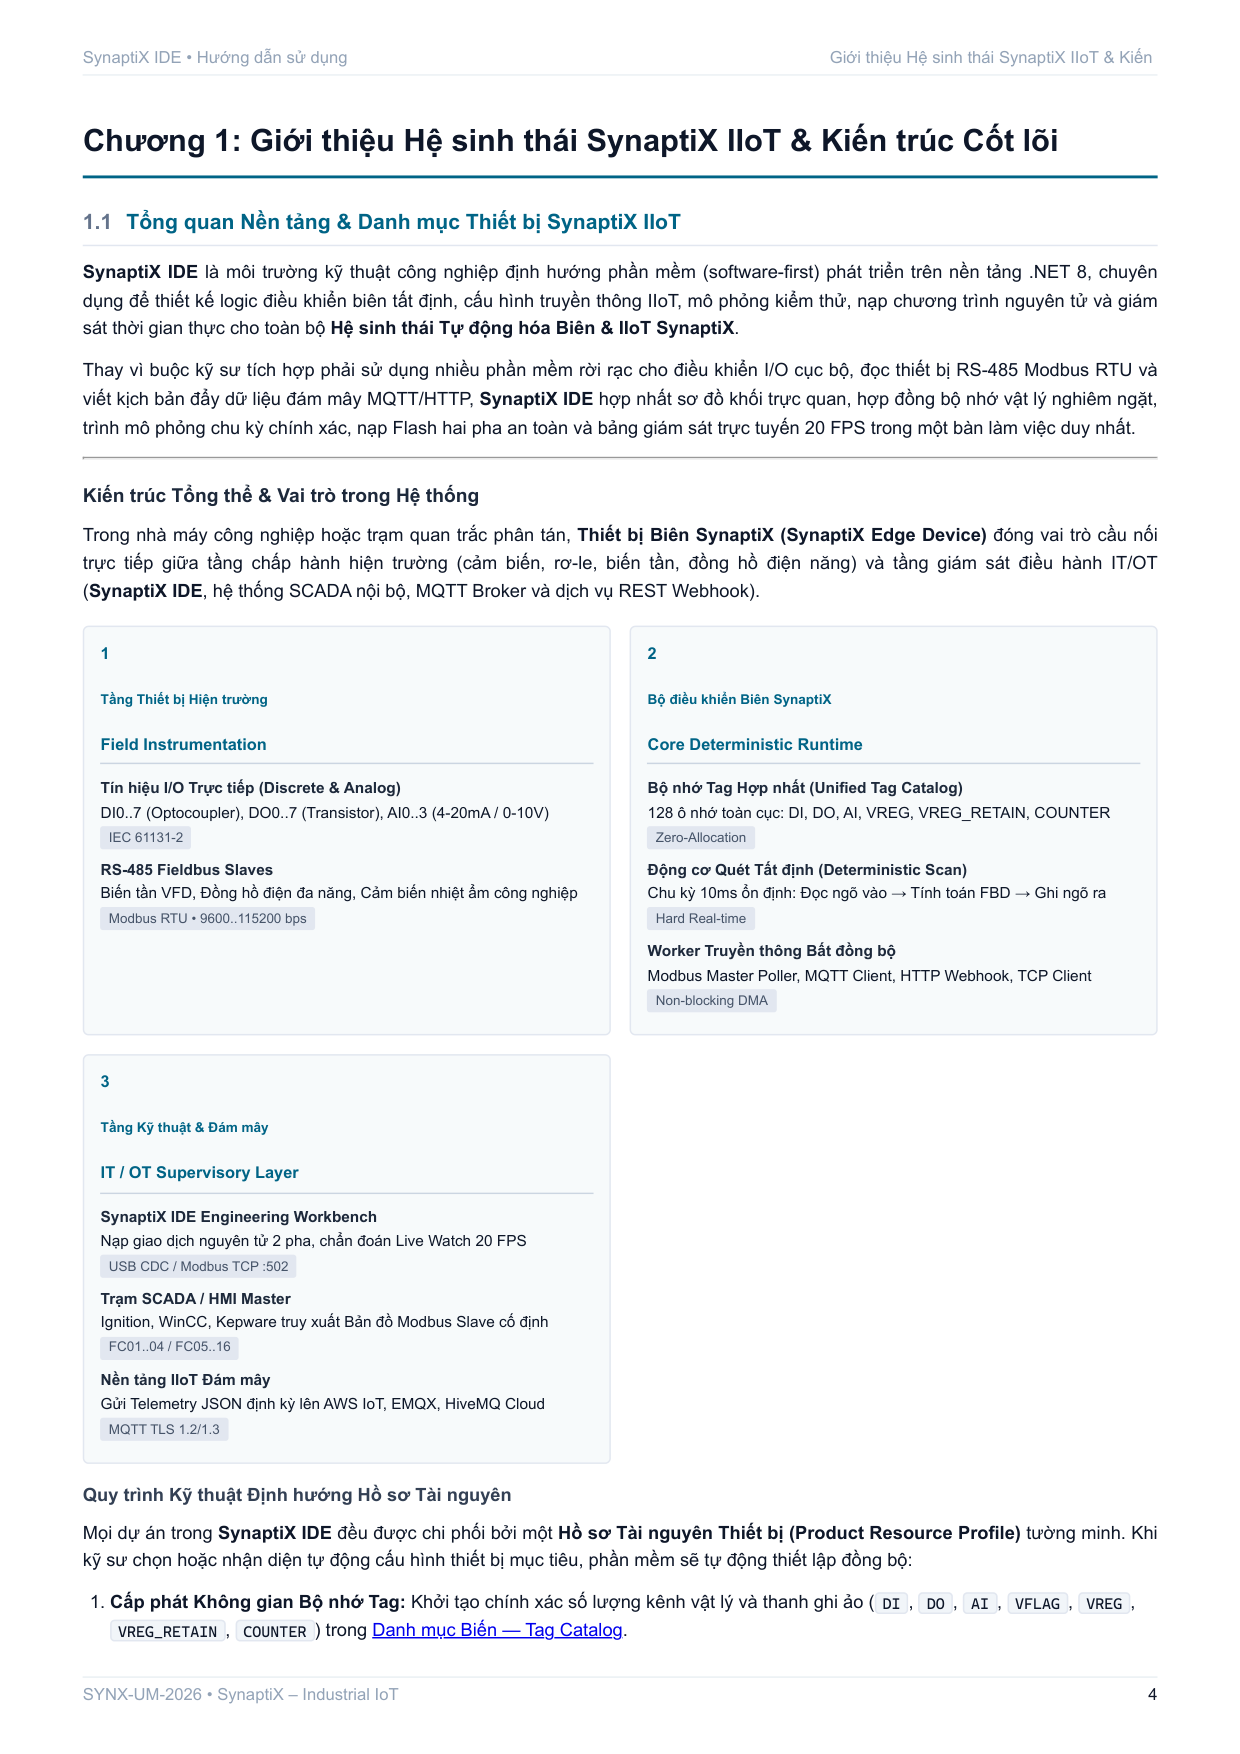 SynaptiX IDE • Hướng dẫn sử dụng
Giới thiệu Hệ sinh thái SynaptiX IIoT & Kiến
Chương 1: Giới thiệu Hệ sinh thái SynaptiX IIoT & Kiến trúc Cốt lõi
1.1 Tổng quan Nền tảng & Danh mục Thiết bị SynaptiX IIoT
SynaptiX IDE là môi trường kỹ thuật công nghiệp định hướng phần mềm (software-first) phát triển trên nền tảng .NET 8, chuyên
dụng để thiết kế logic điều khiển biên tất định, cấu hình truyền thông IIoT, mô phỏng kiểm thử, nạp chương trình nguyên tử và giám
sát thời gian thực cho toàn bộ Hệ sinh thái Tự động hóa Biên & IIoT SynaptiX.
Thay vì buộc kỹ sư tích hợp phải sử dụng nhiều phần mềm rời rạc cho điều khiển I/O cục bộ, đọc thiết bị RS-485 Modbus RTU và
viết kịch bản đẩy dữ liệu đám mây MQTT/HTTP, SynaptiX IDE hợp nhất sơ đồ khối trực quan, hợp đồng bộ nhớ vật lý nghiêm ngặt,
trình mô phỏng chu kỳ chính xác, nạp Flash hai pha an toàn và bảng giám sát trực tuyến 20 FPS trong một bàn làm việc duy nhất.
Kiến trúc Tổng thể & Vai trò trong Hệ thống
Trong nhà máy công nghiệp hoặc trạm quan trắc phân tán, Thiết bị Biên SynaptiX (SynaptiX Edge Device) đóng vai trò cầu nối
trực tiếp giữa tầng chấp hành hiện trường (cảm biến, rơ-le, biến tần, đồng hồ điện năng) và tầng giám sát điều hành IT/OT
(SynaptiX IDE, hệ thống SCADA nội bộ, MQTT Broker và dịch vụ REST Webhook).
1
Tầng Thiết bị Hiện trường
Field Instrumentation
Tín hiệu I/O Trực tiếp (Discrete & Analog)
DI0..7 (Optocoupler), DO0..7 (Transistor), AI0..3 (4-20mA / 0-10V)
IEC 61131-2
RS-485 Fieldbus Slaves
Biến tần VFD, Đồng hồ điện đa năng, Cảm biến nhiệt ẩm công nghiệp
Modbus RTU • 9600..115200 bps
2
Bộ điều khiển Biên SynaptiX
Core Deterministic Runtime
Bộ nhớ Tag Hợp nhất (Unified Tag Catalog)
128 ô nhớ toàn cục: DI, DO, AI, VREG, VREG_RETAIN, COUNTER
Zero-Allocation
Động cơ Quét Tất định (Deterministic Scan)
Chu kỳ 10ms ổn định: Đọc ngõ vào → Tính toán FBD → Ghi ngõ ra
Hard Real-time
Worker Truyền thông Bất đồng bộ
Modbus Master Poller, MQTT Client, HTTP Webhook, TCP Client
Non-blocking DMA
3
Tầng Kỹ thuật & Đám mây
IT / OT Supervisory Layer
SynaptiX IDE Engineering Workbench
Nạp giao dịch nguyên tử 2 pha, chẩn đoán Live Watch 20 FPS
USB CDC / Modbus TCP :502
Trạm SCADA / HMI Master
Ignition, WinCC, Kepware truy xuất Bản đồ Modbus Slave cố định
FC01..04 / FC05..16
Nền tảng IIoT Đám mây
Gửi Telemetry JSON định kỳ lên AWS IoT, EMQX, HiveMQ Cloud
MQTT TLS 1.2/1.3
Quy trình Kỹ thuật Định hướng Hồ sơ Tài nguyên
Mọi dự án trong SynaptiX IDE đều được chi phối bởi một Hồ sơ Tài nguyên Thiết bị (Product Resource Profile) tường minh. Khi
kỹ sư chọn hoặc nhận diện tự động cấu hình thiết bị mục tiêu, phần mềm sẽ tự động thiết lập đồng bộ:
1. Cấp phát Không gian Bộ nhớ Tag: Khởi tạo chính xác số lượng kênh vật lý và thanh ghi ảo (DI, DO, AI, VFLAG, VREG,
VREG_RETAIN, COUNTER) trong Danh mục Biến — Tag Catalog.
SYNX-UM-2026 • SynaptiX – Industrial IoT
4